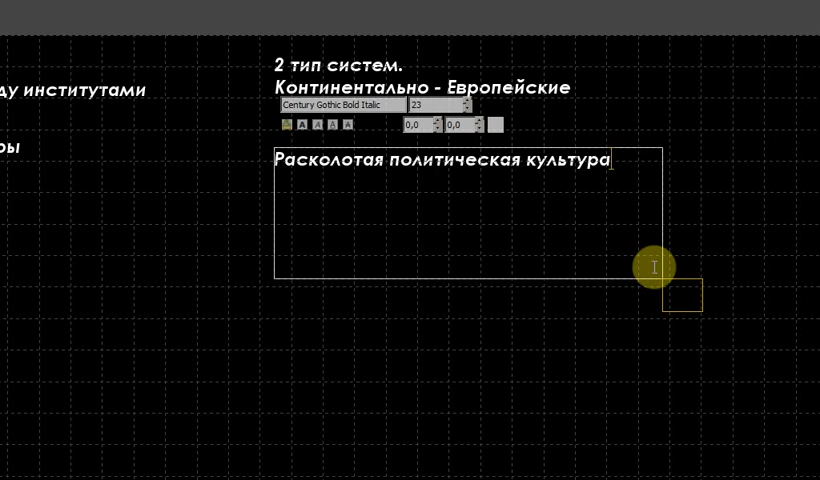 2 тип систем.
ду институтами
Континентально - Европейские
Century Gothic Bold Italic 23
0,0 0,0
ры
Расколотая политическая культура